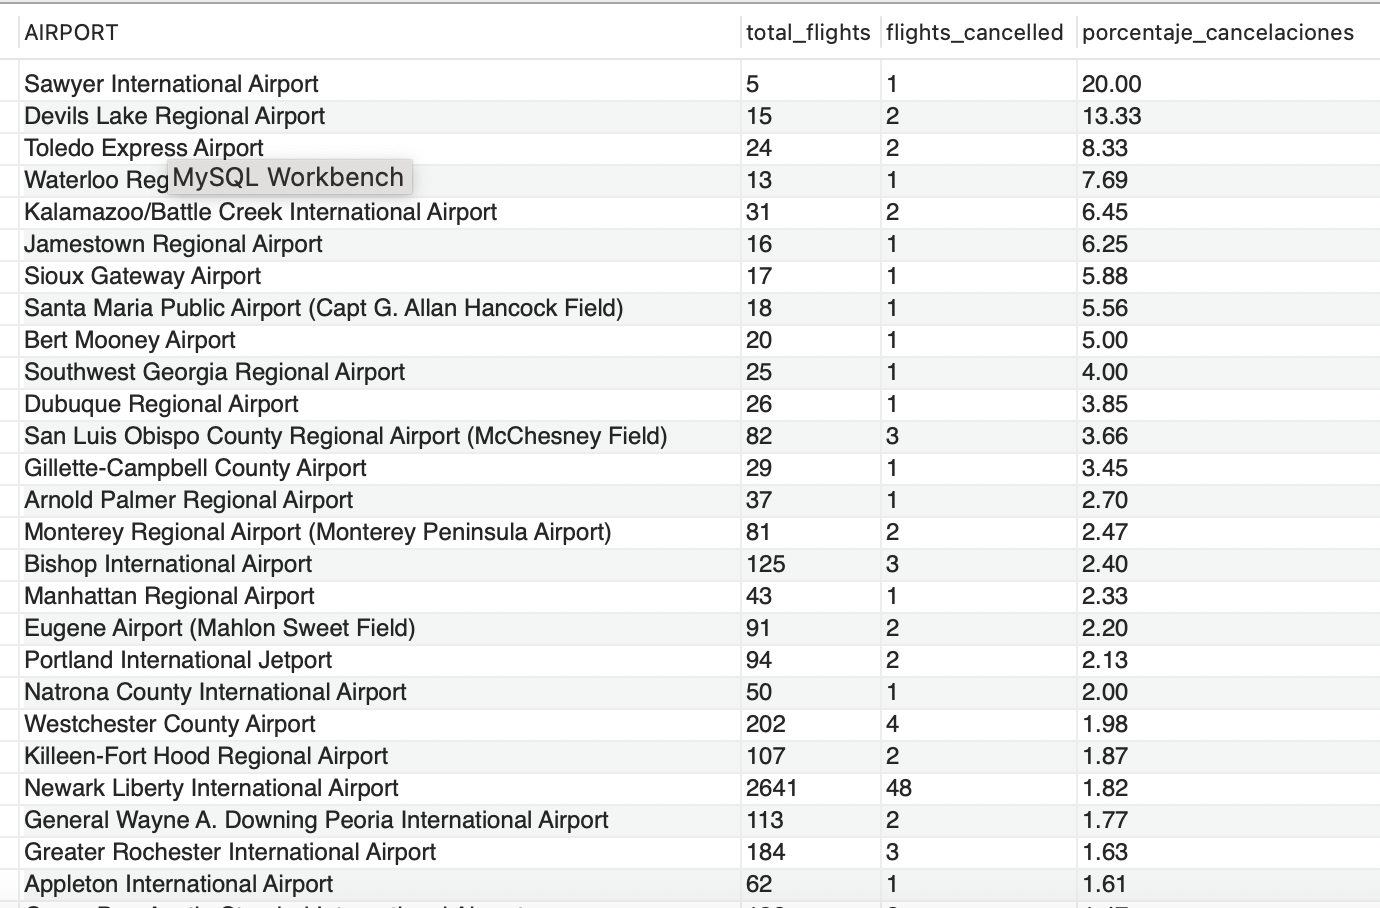 AIRPORT total_flights flights_cancelled porcentaje_cancelaciones
Sawyer International Airport 5 1 20.00
Devils Lake Regional Airport 15 2 13.33
Toledo Express Airport 24 2 8.33
Waterloo Reg MySQL Workbench 13 1 7.69
Kalamazoo/Battle Creek International Airport 31 2 6.45
Jamestown Regional Airport 16 1 6.25
Sioux Gateway Airport 17 1 5.88
Santa Maria Public Airport (Capt G. Allan Hancock Field) 18 1 5.56
Bert Mooney Airport 20 1 5.00
Southwest Georgia Regional Airport 25 1 4.00
Dubuque Regional Airport 26 1 3.85
San Luis Obispo County Regional Airport (McChesney Field) 82 3 3.66
Gillette-Campbell County Airport 29 1 3.45
Arnold Palmer Regional Airport 37 1 2.70
Monterey Regional Airport (Monterey Peninsula Airport) 81 2 2.47
Bishop International Airport 125 3 2.40
Manhattan Regional Airport 43 1 2.33
Eugene Airport (Mahlon Sweet Field) 91 2 2.20
Portland International Jetport 94 2 2.13
Natrona County International Airport 50 1 2.00
Westchester County Airport 202 4 1.98
Killeen-Fort Hood Regional Airport 107 2 1.87
Newark Liberty International Airport 2641 48 1.82
General Wayne A. Downing Peoria International Airport 113 2 1.77
Greater Rochester International Airport 184 3 1.63
Appleton International Airport 62 1 1.61